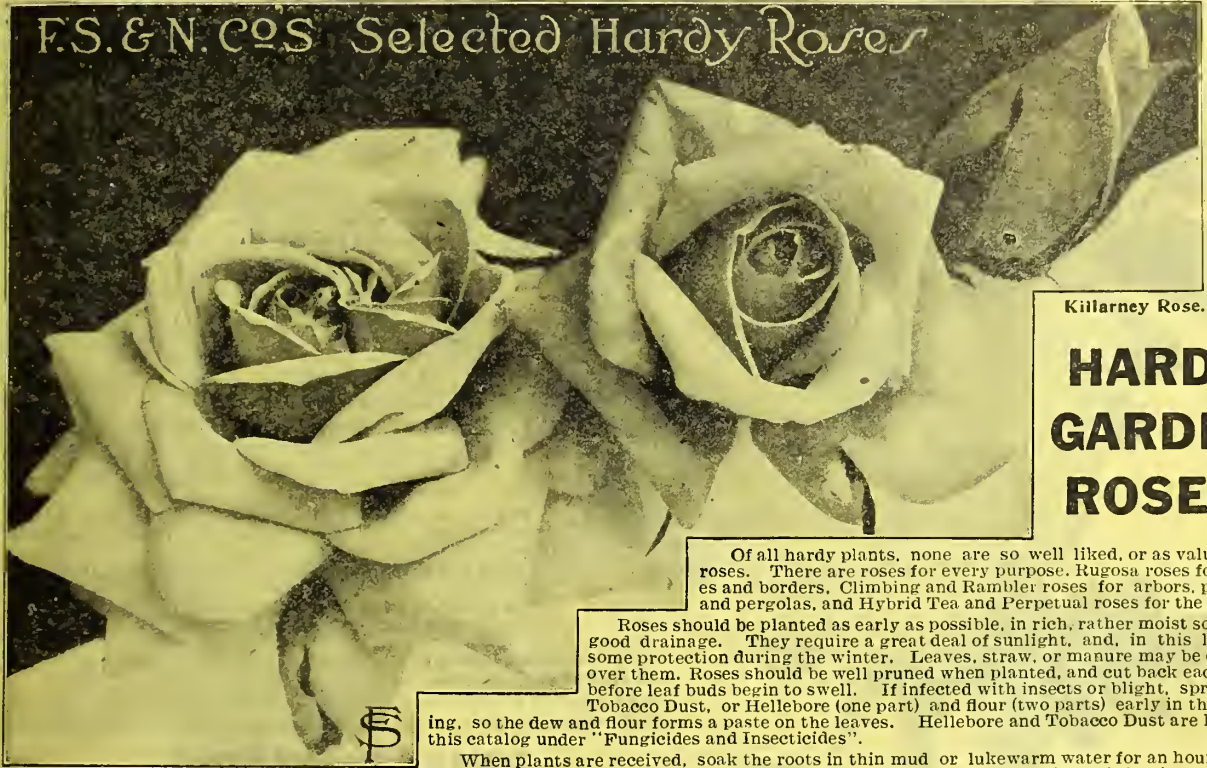 F.S. & N. Co's Selected Hardy Roses
Killarney Rose.
HARD
GARD
ROSE
Of all hardy plants, none are so well liked, or as valu
roses. There are roses for every purpose. Rugosa roses fo
es and borders, Climbing and Rambler roses for arbors, p
and pergolas, and Hybrid Tea and Perpetual roses for the
Roses should be planted as early as possible, in rich, rather moist so
good drainage. They require a great deal of sunlight, and, in this l
some protection during the winter. Leaves, straw, or manure may be
over them. Roses should be well pruned when planted, and cut back eac
before leaf buds begin to swell. If infected with insects or blight, spr
Tobacco Dust, or Hellebore (one part) and flour (two parts) early in th
ing, so the dew and flour forms a paste on the leaves. Hellebore and Tobacco Dust are
this catalog under "Fungicides and Insecticides".
When plants are received, soak the roots in thin mud or lukewarm water for an hour